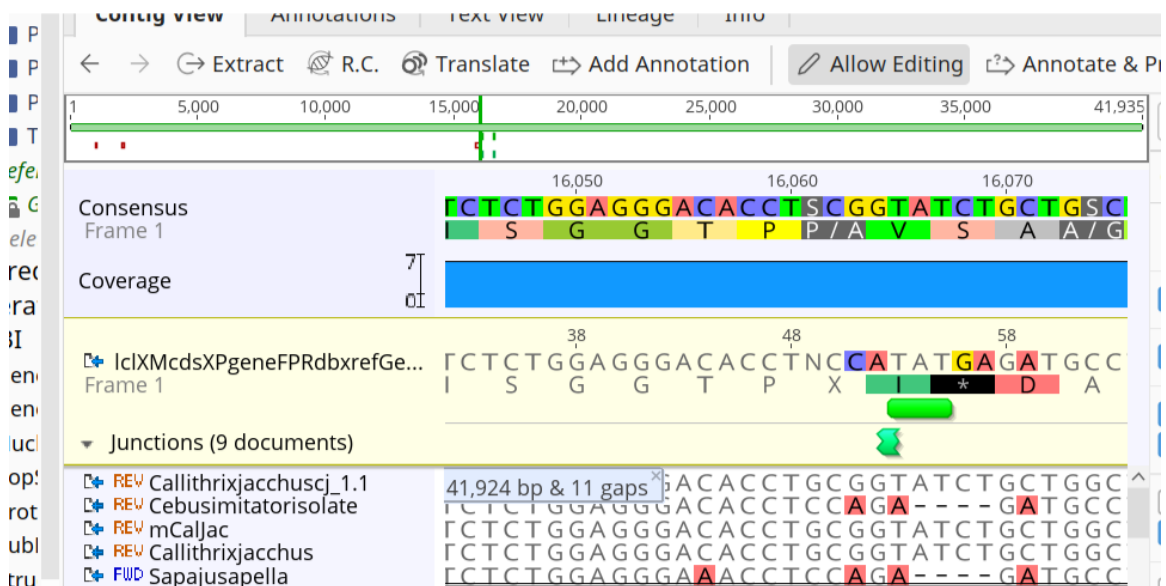 Contig View Annotations Text View Lineage Info
← → Extract R.C. Translate Add Annotation Allow Editing Annotate & Pr
1 5,000 10,000 15,000 20,000 25,000 30,000 35,000 41,935
16,050 16,060 16,070
Consensus TCTCTGGAGGGACACCTSCGGTATCTGCTGSC
Frame 1 I S G G T P P/A V S A A/G
7
Coverage
0
38 48 58
lclXMcdsXPgeneFPRdbxrefGe... TCTCTGGAGGGACACCTNCCATATGAGATGCC
Frame 1 I S G G T P X I * D A
Junctions (9 documents)
REV Callithrixjacchuscj_1.1 41,924 bp & 11 gaps GACACCTGCGGTATCTGCTGGC
REV Cebusimitatorisolate TCTCTGGAGGGACACCTCCAGA----GATGCC
REV mCalJac TCTCTGGAGGGACACCTGCGGTATCTGCTGGC
REV Callithrixjacchus TCTCTGGAGGGACACCTGCGGTATCTGCTGGC
FWD Sapajusapella TCTCTGGAGGGAAACCTCCAGA----GATGCC